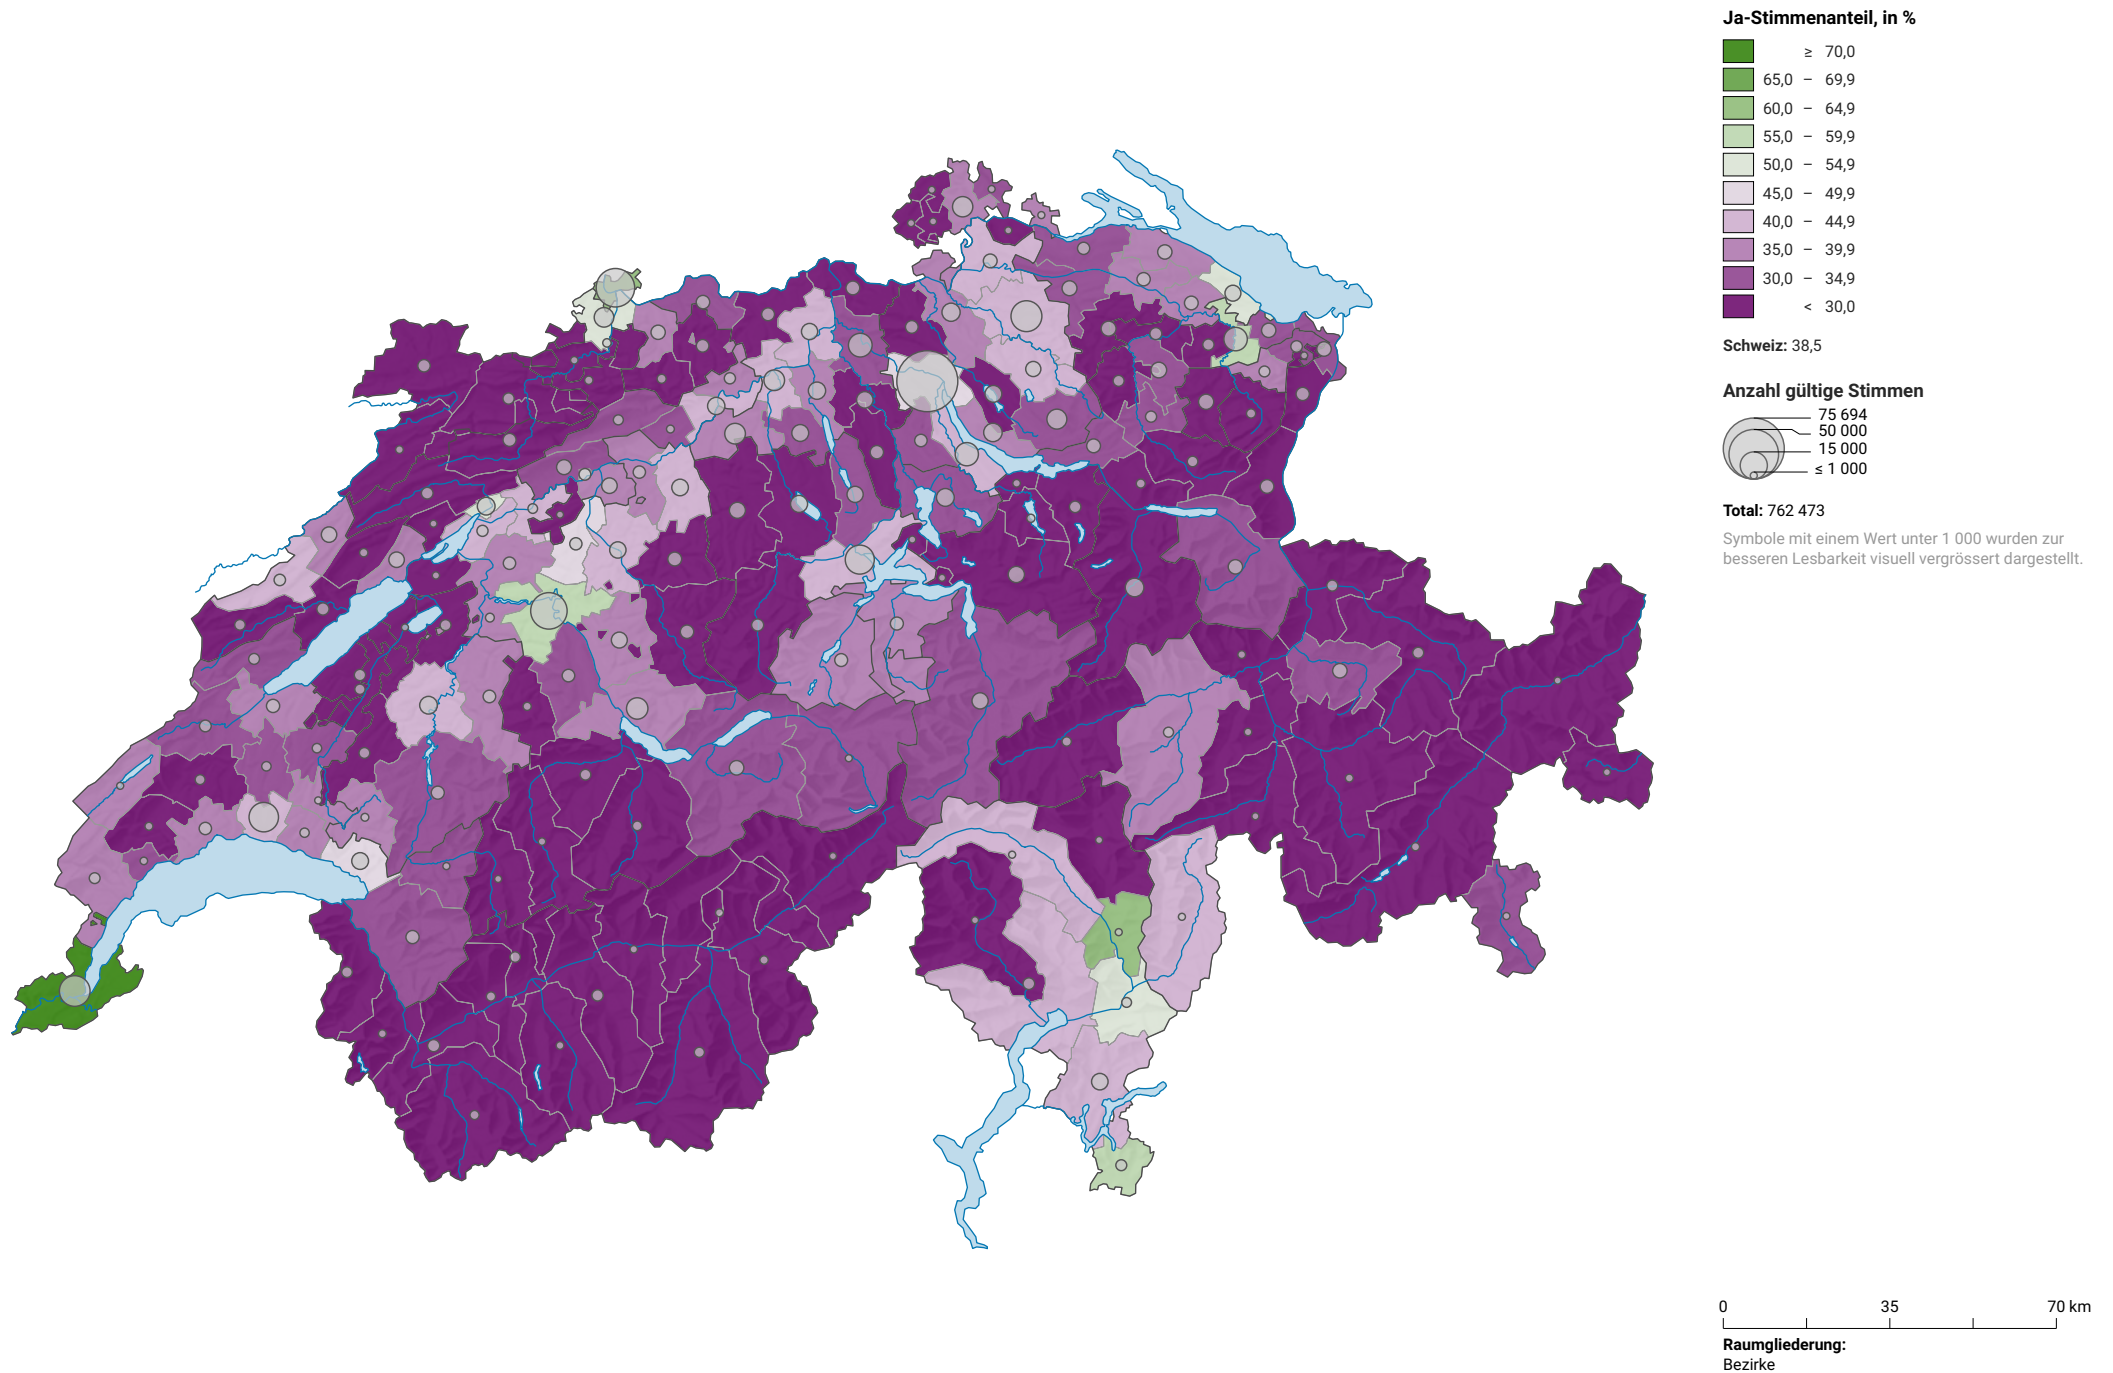 Ja-Stimmenanteil, in %
≥ 70,0
65,0 – 69,9
60,0 – 64,9
55,0 – 59,9
50,0 – 54,9
45,0 – 49,9
40,0 – 44,9
35,0 – 39,9
30,0 – 34,9
< 30,0
Schweiz: 38,5
Anzahl gültige Stimmen
75 694
50 000
15 000
≤ 1 000
Total: 762 473
Symbole mit einem Wert unter 1 000 wurden zur
besseren Lesbarkeit visuell vergrössert dargestellt.
0 35 70 km
Raumgliederung:
Bezirke